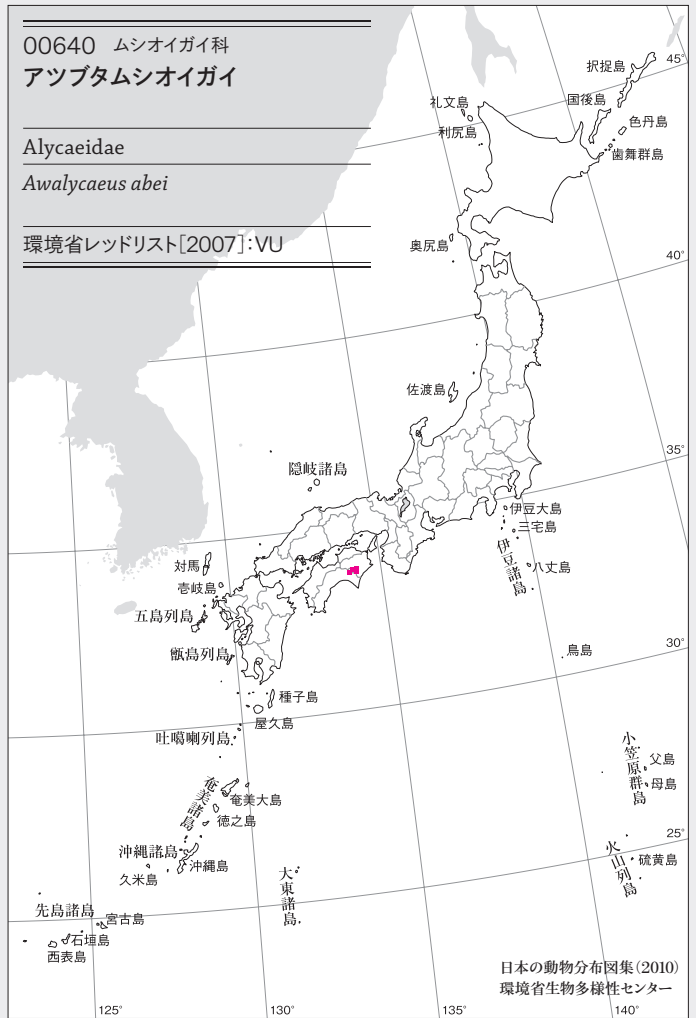 00640 ムシオイガイ科
アツブタムシオイガイ
Alycaeidae
Awalycaeus abei
環境省レッドリスト[2007]:VU
択捉島
45°
礼文島
国後島
色丹島
利尻島
歯舞群島
奥尻島
40°
佐渡島
35°
隠岐諸島
伊豆大島
三宅島
伊豆諸島
八丈島
対馬
壱岐島
五島列島
甑島列島
鳥島
30°
種子島
屋久島
吐噶喇列島
小笠原群島
父島
母島
奄美諸島
奄美大島
徳之島
25°
沖縄諸島
沖縄島
久米島
火山列島
硫黄島
大東諸島
先島諸島
宮古島
石垣島
西表島
日本の動物分布図集(2010)
環境省生物多様性センター
125°
130°
135°
140°